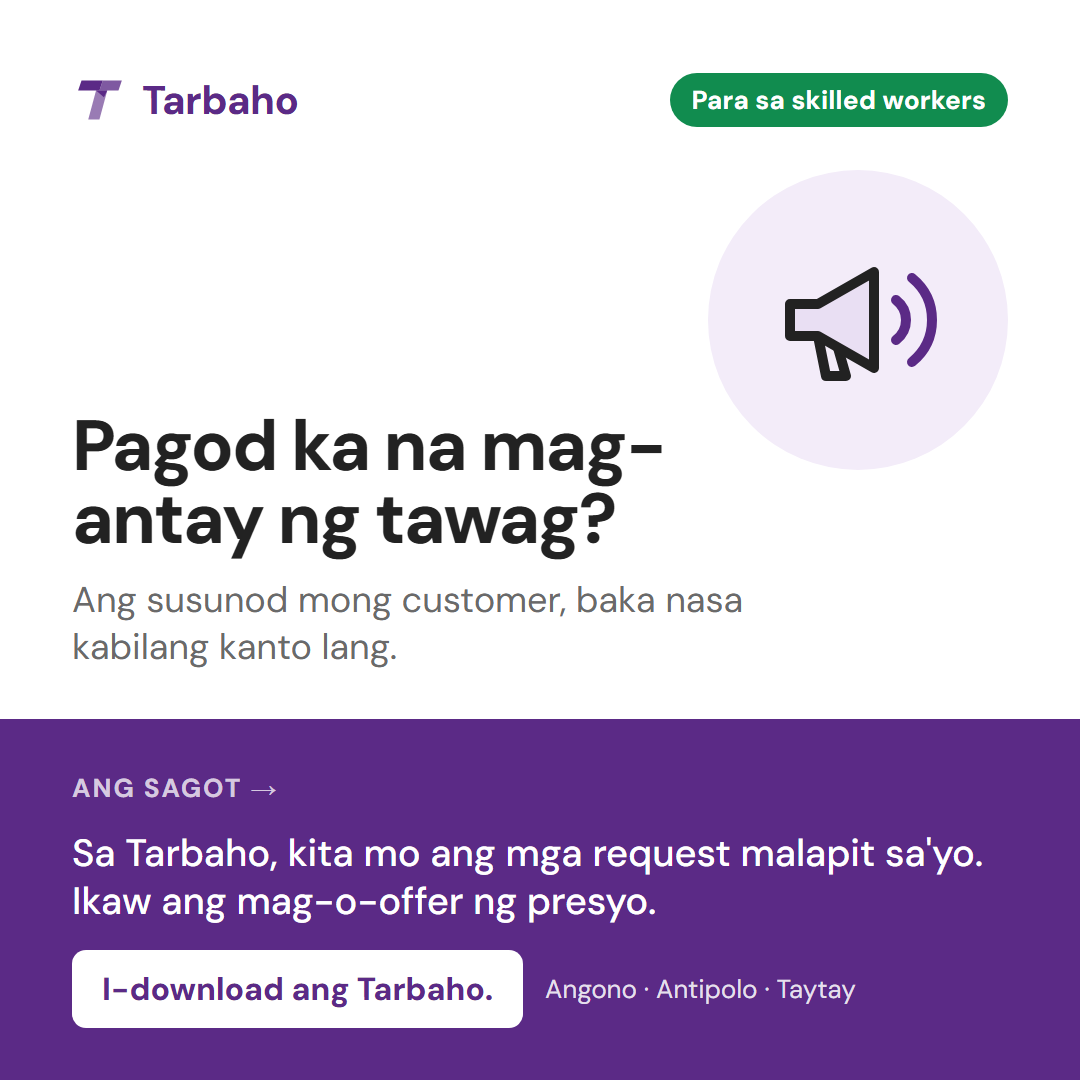 Tarbaho
Para sa skilled workers
Pagod ka na mag-
antay ng tawag?
Ang susunod mong customer, baka nasa
kabilang kanto lang.
ANG SAGOT →
Sa Tarbaho, kita mo ang mga request malapit sa'yo.
Ikaw ang mag-o-offer ng presyo.
I-download ang Tarbaho.
Angono · Antipolo · Taytay